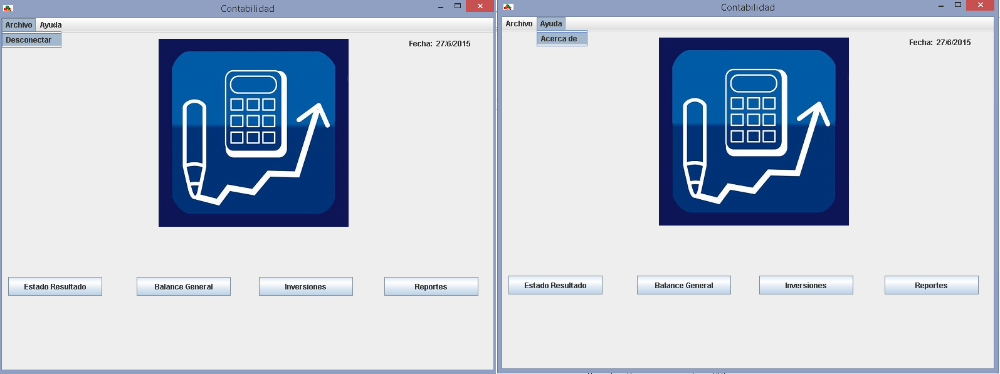 Contabilidad
Archivo Ayuda
Desconectar
Fecha: 27/6/2015
Estado Resultado Balance General Inversiones Reportes
Contabilidad
Archivo Ayuda
Acerca de
Fecha: 27/6/2015
Estado Resultado Balance General Inversiones Reportes